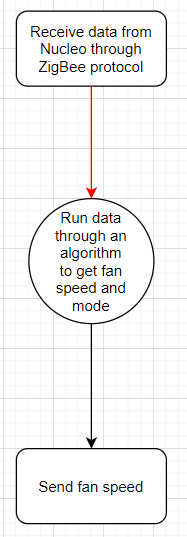 Receive data from
Nucleo through
ZigBee protocol
Run data
through an
algorithm
to get fan
speed and
mode
Send fan speed